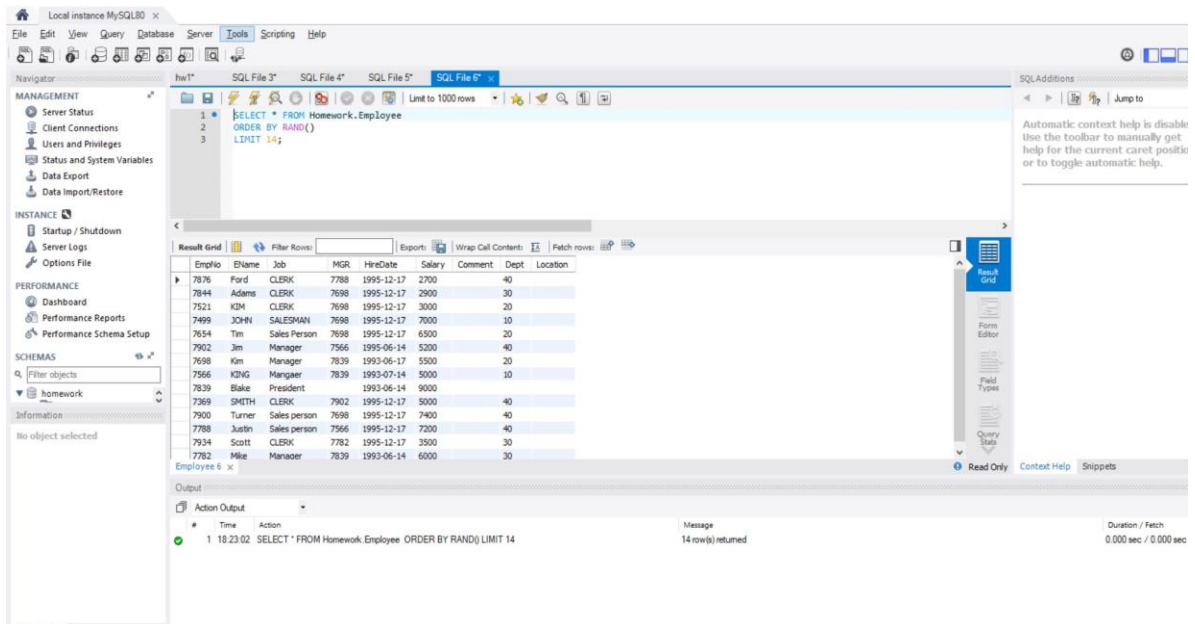 Local instance MySQL80 ×
File Edit View Query Database Server Tools Scripting Help
Navigator
MANAGEMENT
Server Status
Client Connections
Users and Privileges
Status and System Variables
Data Export
Data Import/Restore
INSTANCE
Startup / Shutdown
Server Logs
Options File
PERFORMANCE
Dashboard
Performance Reports
Performance Schema Setup
SCHEMAS
Filter objects
homework
Information
No object selected
hw1* SQL File 3* SQL File 4* SQL File 5* SQL File 6* ×
Limit to 1000 rows
1 SELECT * FROM Homework.Employee
2 ORDER BY RAND()
3 LIMIT 14;
Result Grid Filter Rows: Export: Wrap Cell Content: Fetch rows:
EmpNo EName Job MGR HireDate Salary Comment Dept Location
7876 Ford CLERK 7788 1995-12-17 2700 40
7844 Adams CLERK 7698 1995-12-17 2900 30
7521 KIM CLERK 7698 1995-12-17 3000 20
7499 JOHN SALESMAN 7698 1995-12-17 7000 10
7654 Tim Sales Person 7698 1995-12-17 6500 20
7902 Jim Manager 7566 1995-06-14 5200 40
7698 Kim Manager 7839 1993-06-17 5500 20
7566 KING Mangaer 7839 1993-07-14 5000 10
7839 Blake President 1993-06-14 9000
7369 SMITH CLERK 7902 1995-12-17 5000 40
7900 Turner Sales person 7698 1995-12-17 7400 40
7788 Justin Sales person 7566 1995-12-17 7200 40
7934 Scott CLERK 7782 1995-12-17 3500 30
7782 Mike Manager 7839 1993-06-14 6000 30
Result Grid
Form Editor
Field Types
Query Stats
Employee 6 ×
Read Only
SQLAdditions
Jump to
Automatic context help is disable
Use the toolbar to manually get
help for the current caret positio
or to toggle automatic help.
Context Help Snippets
Output
Action Output
# Time Action Message Duration / Fetch
1 18:23:02 SELECT * FROM Homework.Employee ORDER BY RAND() LIMIT 14 14 row(s) returned 0.000 sec / 0.000 sec